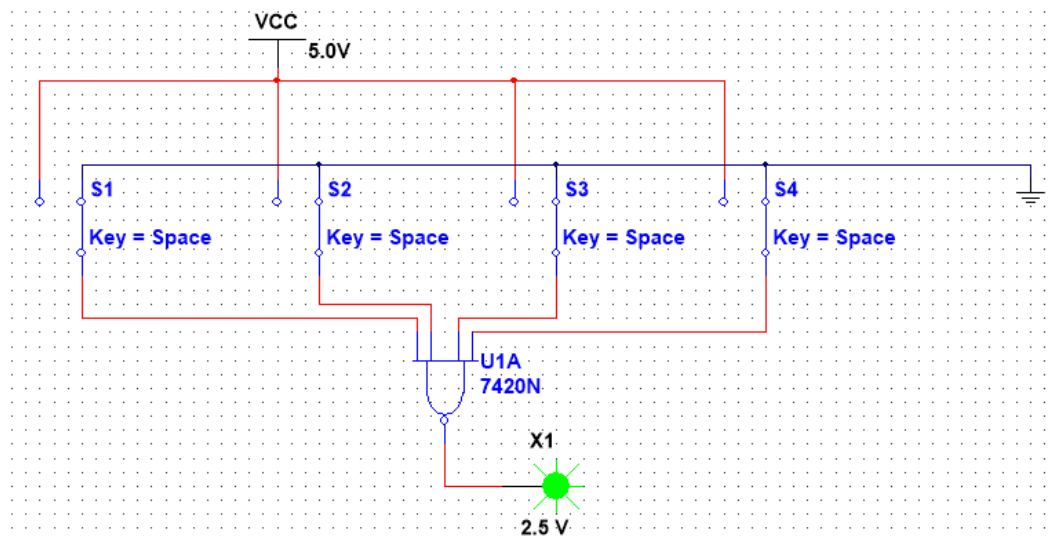 VCC
5.0V
S1
S2
S3
S4
Key = Space
Key = Space
Key = Space
Key = Space
U1A
7420N
X1
2.5 V